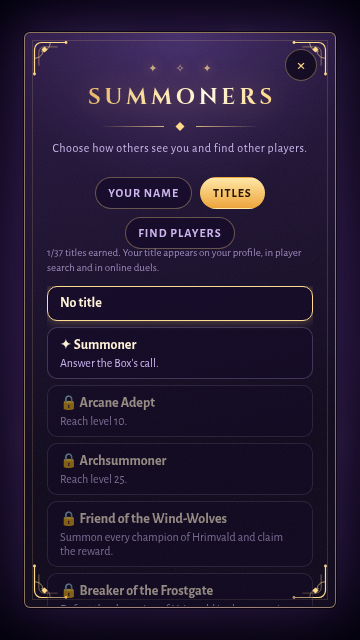 SUMMONERS
Choose how others see you and find other players.
YOUR NAME
TITLES
FIND PLAYERS
1/37 titles earned. Your title appears on your profile, in player
search and in online duels.
No title
✦ Summoner
Answer the Box's call.
🔒 Arcane Adept
Reach level 10.
🔒 Archsummoner
Reach level 25.
🔒 Friend of the Wind-Wolves
Summon every champion of Hrimvald and claim
the reward.
🔒 Breaker of the Frostgate